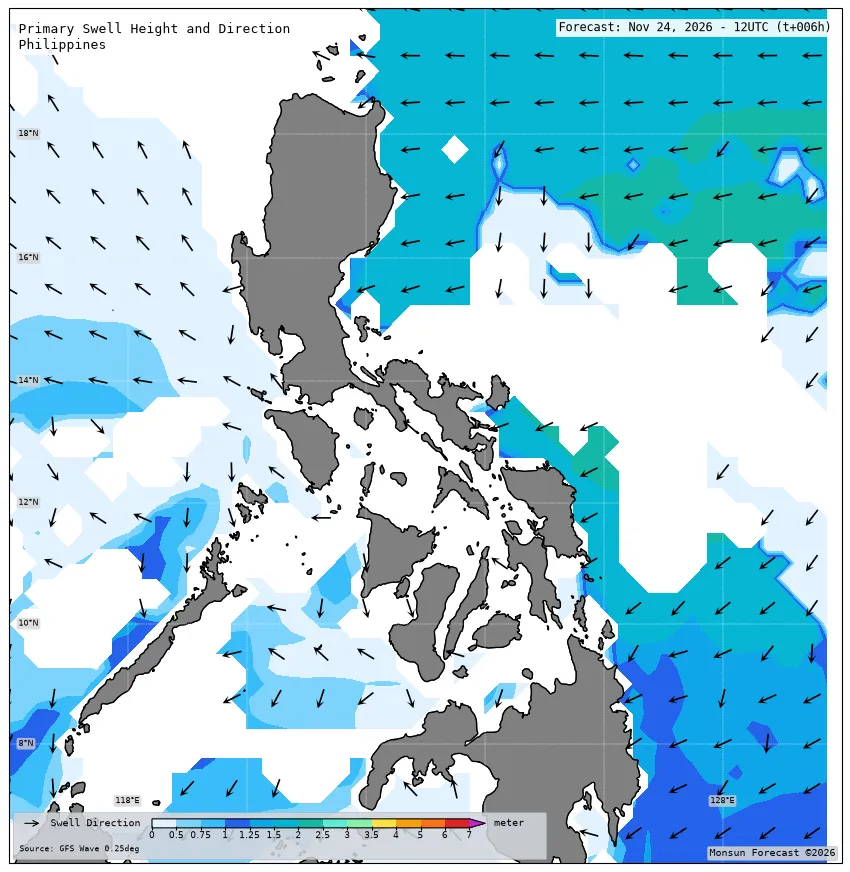 Primary Swell Height and Direction
Philippines
Forecast: Nov 24, 2026 - 12UTC (t+006h)
18°N
16°N
14°N
12°N
10°N
8°N
118°E
128°E
Swell Direction
0 0.5 0.75 1 1.25 1.5 2 2.5 3 3.5 4 5 6 7
meter
Source: GFS Wave 0.25deg
Monsun Forecast ©2026